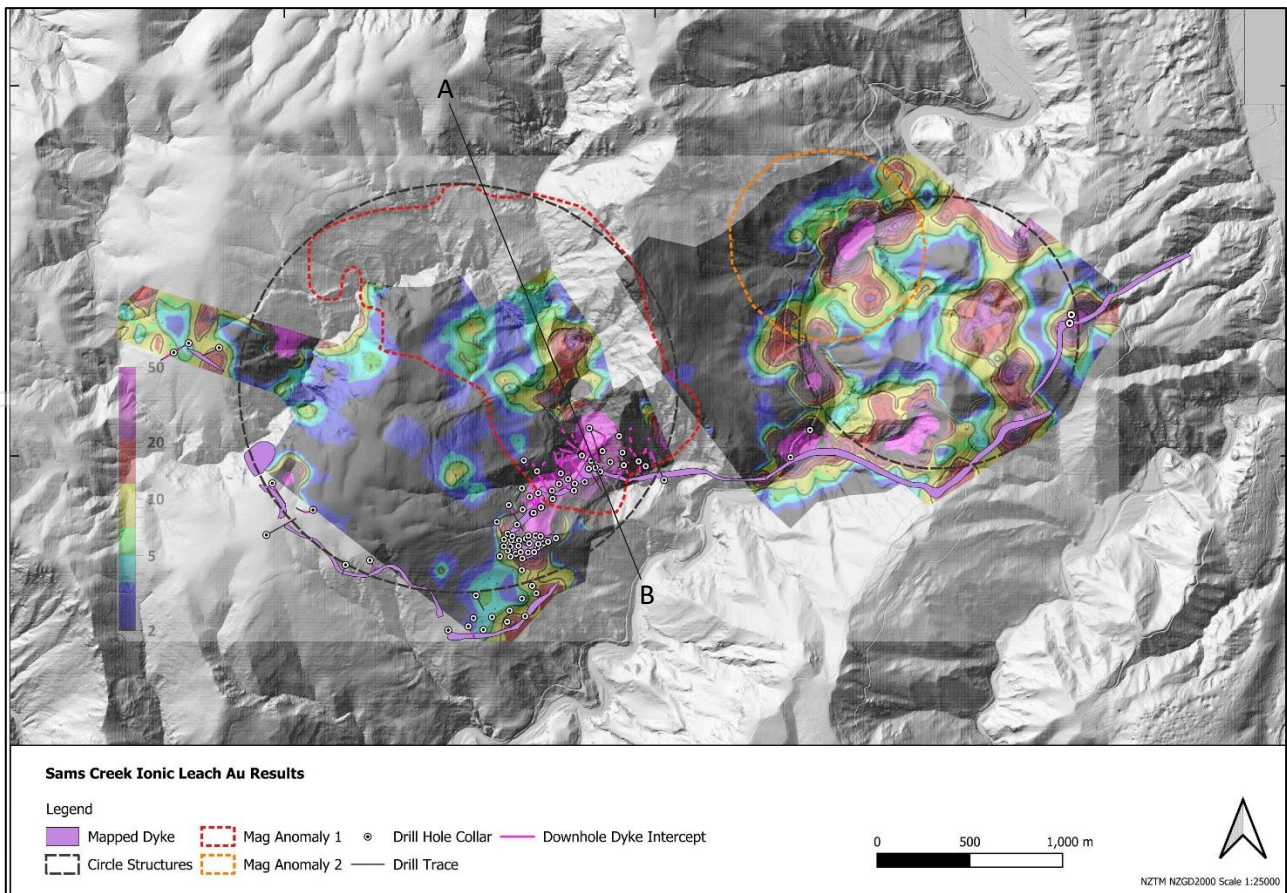 A
50
20
10
5
2
B
Sams Creek Ionic Leach Au Results
Legend
Mapped Dyke
Mag Anomaly 1
Drill Hole Collar
Downhole Dyke Intercept
Circle Structures
Mag Anomaly 2
Drill Trace
0 500 1,000 m
NZTM NZGD2000 Scale 1:25000